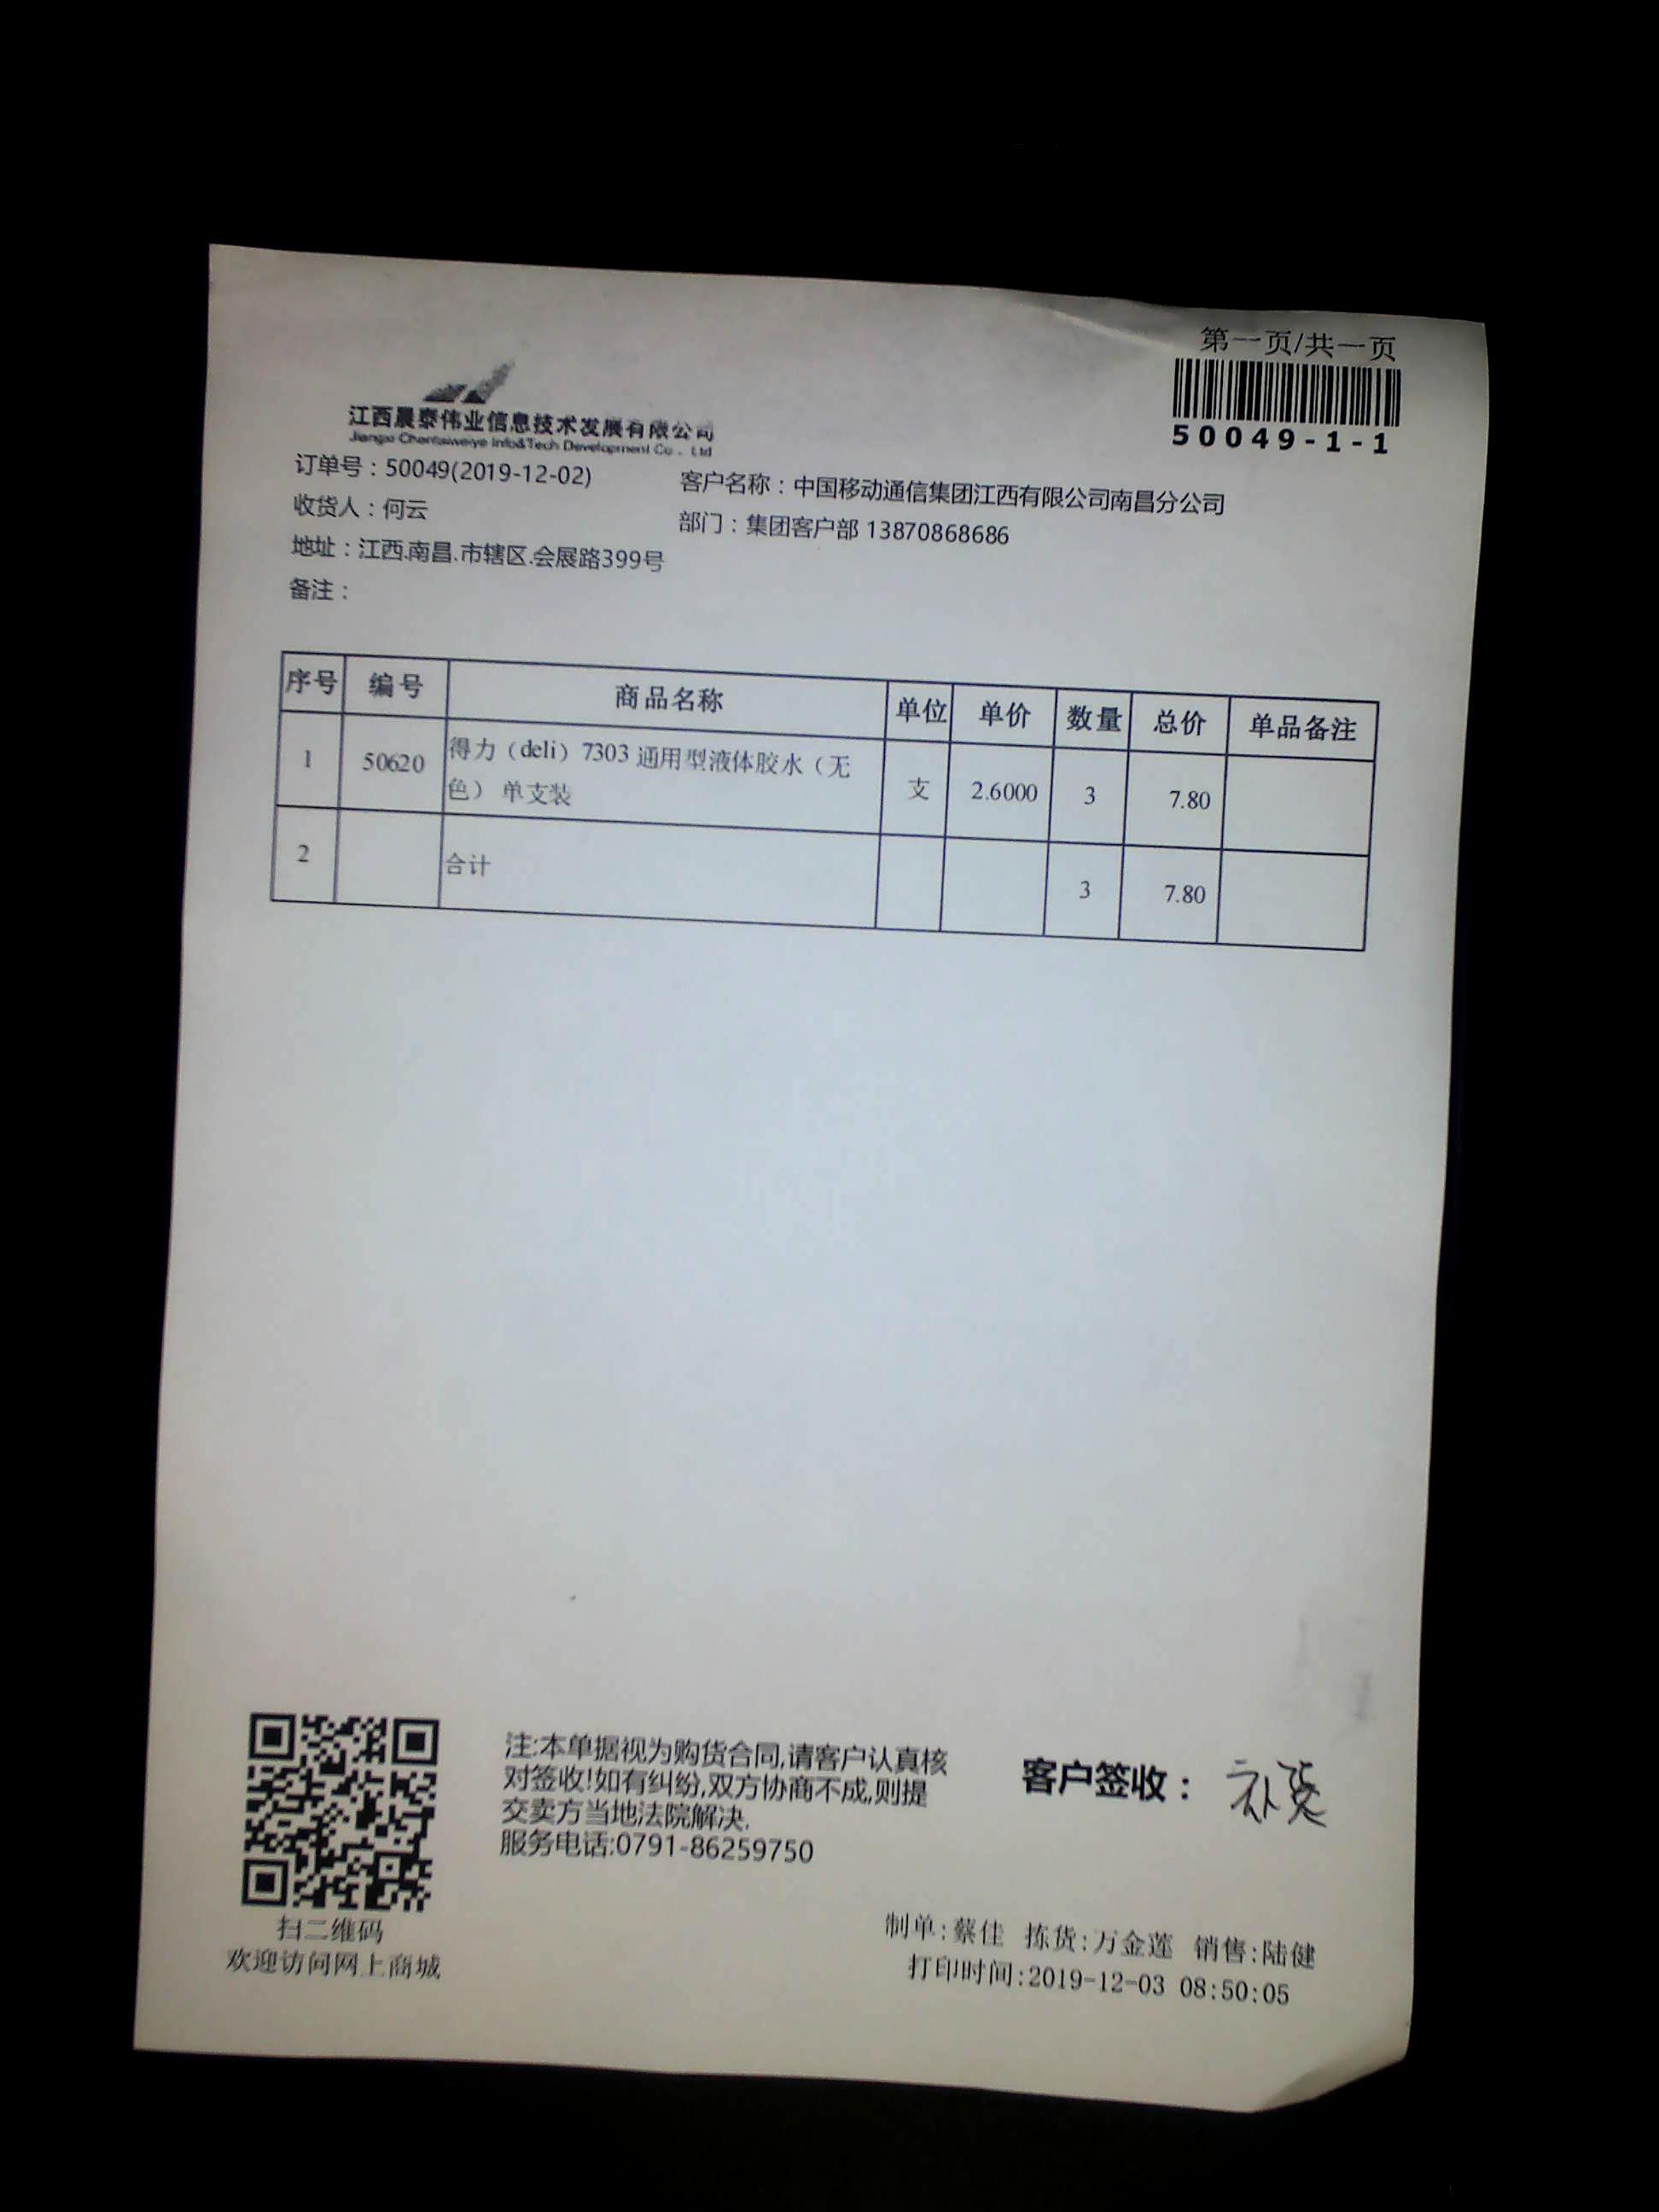 第一页/共一页
50049-1-1
江西晨泰伟业信息技术发展有限公司
Jiangxi Chentaiweiye Info&Tech Development Co . Ltd
订单号：50049(2019-12-02)
客户名称：中国移动通信集团江西有限公司南昌分公司
收货人：何云
部门：集团客户部 13870868686
地址：江西.南昌.市辖区.会展路399号
备注：
序号 编号 商品名称 单位 单价 数量 总价 单品备注
1 50620 得力（deli）7303 通用型液体胶水（无 支 2.6000 3 7.80
色） 单支装
2 合计 3 7.80
注:本单据视为购货合同,请客户认真核
对签收!如有纠纷,双方协商不成,则提
交卖方当地法院解决.
服务电话:0791-86259750
客户签收：
扫二维码
欢迎访问网上商城
制单:蔡佳 拣货:万金莲 销售:陆健
打印时间:2019-12-03 08:50:05